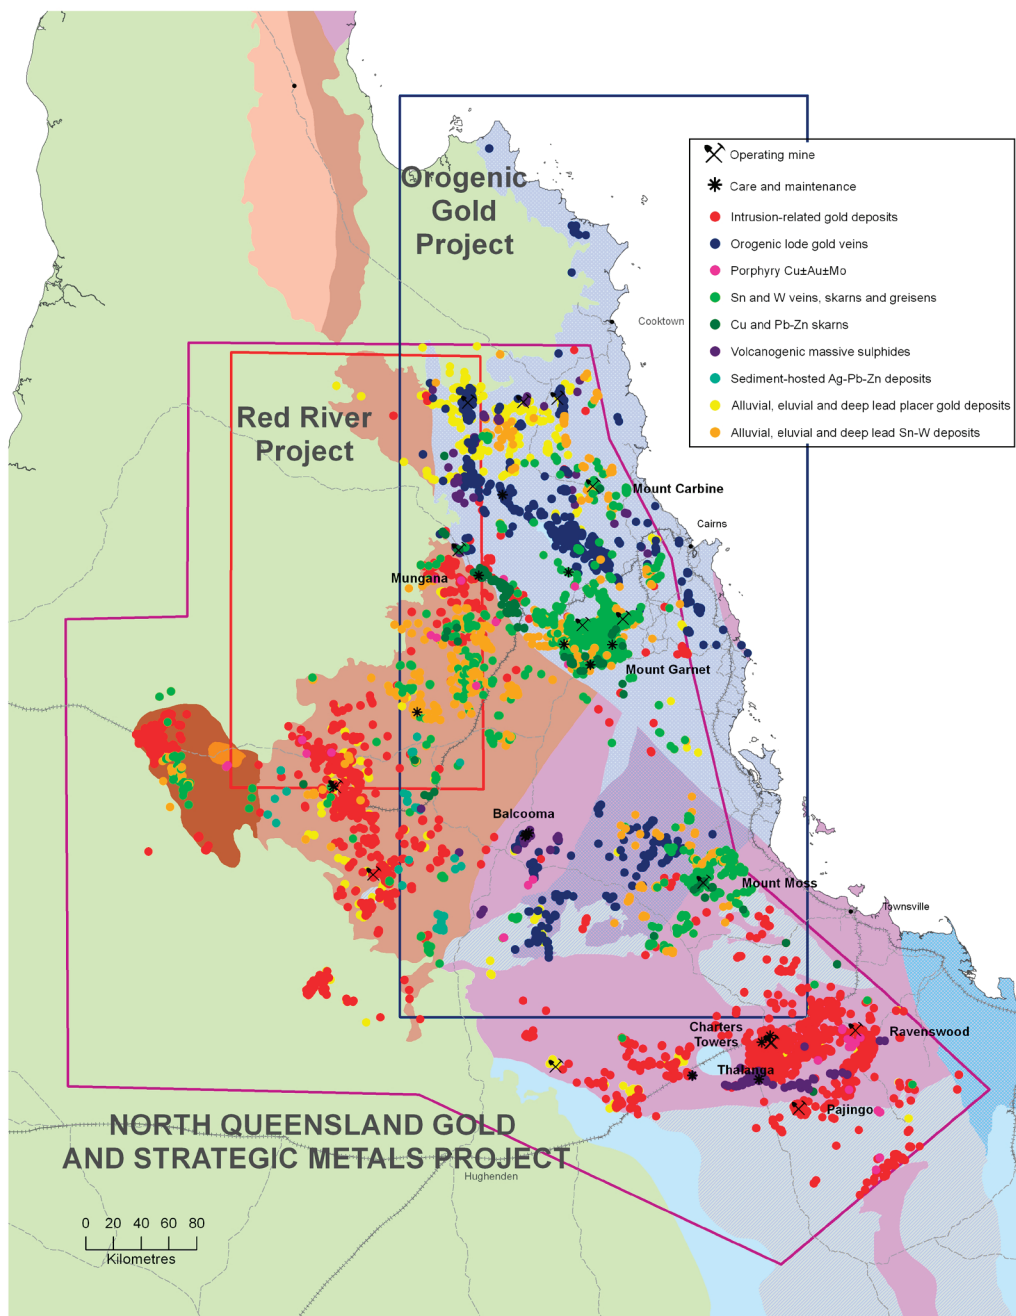 Orogenic
Gold
Project
Operating mine
Care and maintenance
Intrusion-related gold deposits
Orogenic lode gold veins
Porphyry Cu±Au±Mo
Sn and W veins, skarns and greisens
Cu and Pb-Zn skarns
Volcanogenic massive sulphides
Sediment-hosted Ag-Pb-Zn deposits
Alluvial, eluvial and deep lead placer gold deposits
Alluvial, eluvial and deep lead Sn-W deposits
Cooktown
Red River
Project
Mount Carbine
Cairns
Mungana
Mount Garnet
Balcooma
Mount Moss
Townsville
Charters
Towers
Ravenswood
Thalanga
Pajingo
NORTH QUEENSLAND GOLD
AND STRATEGIC METALS PROJECT
Hughenden
0 20 40 60 80
Kilometres